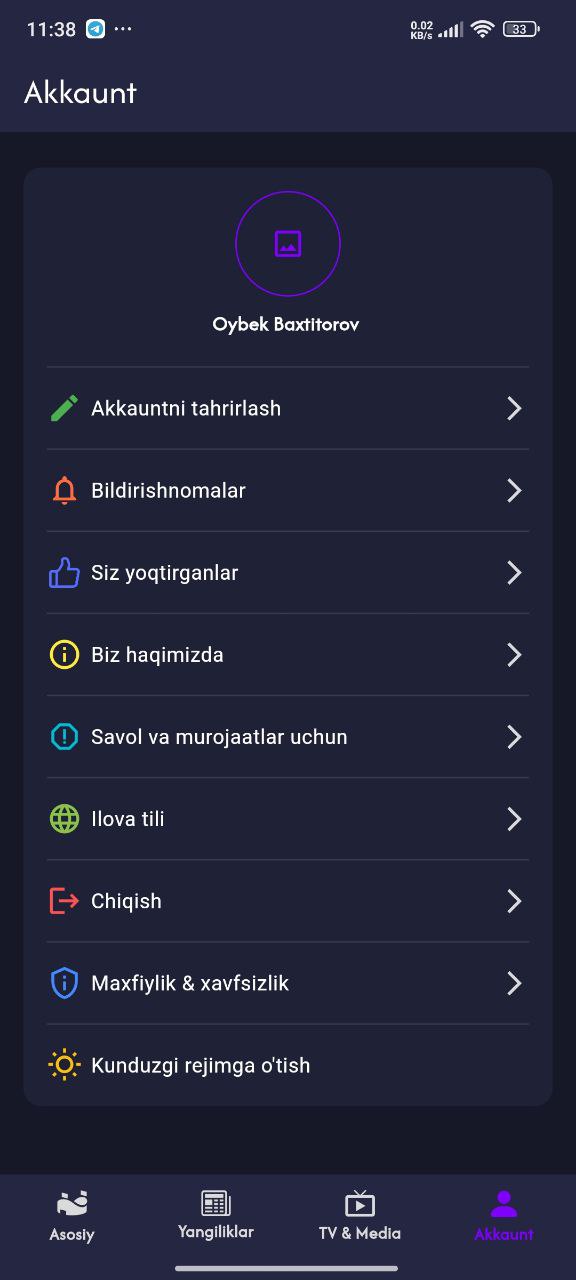 11:38
0.02
KB/s
33
Akkaunt
Oybek Baxtitorov
Akkauntni tahrirlash
Bildirishnomalar
Siz yoqtirganlar
Biz haqimizda
Savol va murojaatlar uchun
Ilova tili
Chiqish
Maxfiylik & xavfsizlik
Kunduzgi rejimga o'tish
Asosiy
Yangiliklar
TV & Media
Akkaunt